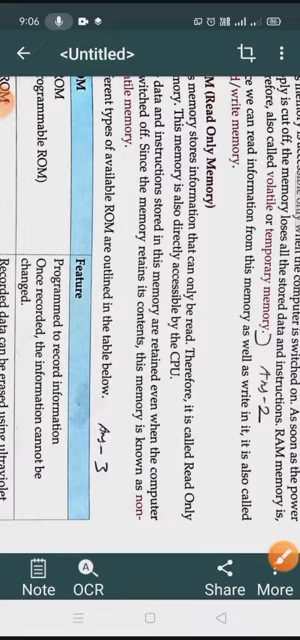 9:06
<Untitled>
accessible only when the computer is switched on. As soon as the power
ply is cut off, the memory loses all the stored data and instructions. RAM memory is,
refore, also called volatile or temporary memory.) Ans-2
ce we can read information from this memory as well as write in it, it is also called
d/write memory.
M (Read Only Memory)
s memory stores information that can only be read. Therefore, it is called Read Only
mory. This memory is also directly accessible by the CPU.
data and instructions stored in this memory are retained even when the computer
witched off. Since the memory retains its contents, this memory is known as non-
atile memory.
erent types of available ROM are outlined in the table below. Ans-3
OM Feature
ROM Programmed to record information
rogrammable ROM) Once recorded, the information cannot be
changed.
ROM Recorded data can be erased using ultraviolet
Note
OCR
Share
More